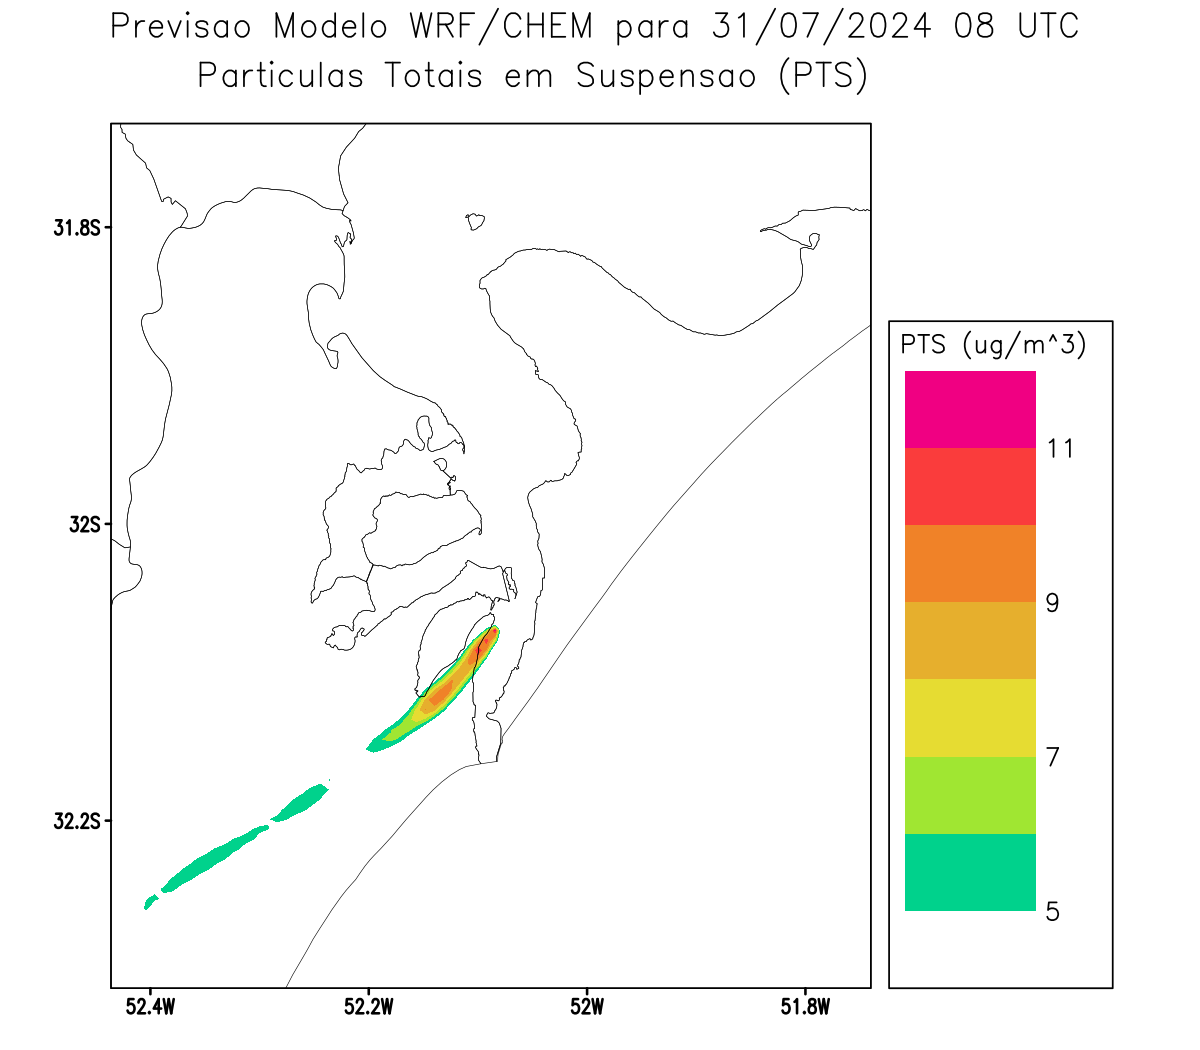 Previsao Modelo WRF/CHEM para 31/07/2024 08 UTC
Particulas Totais em Suspensao (PTS)
31.8S
32S
32.2S
52.4W
52.2W
52W
51.8W
PTS (ug/m^3)
11
9
7
5